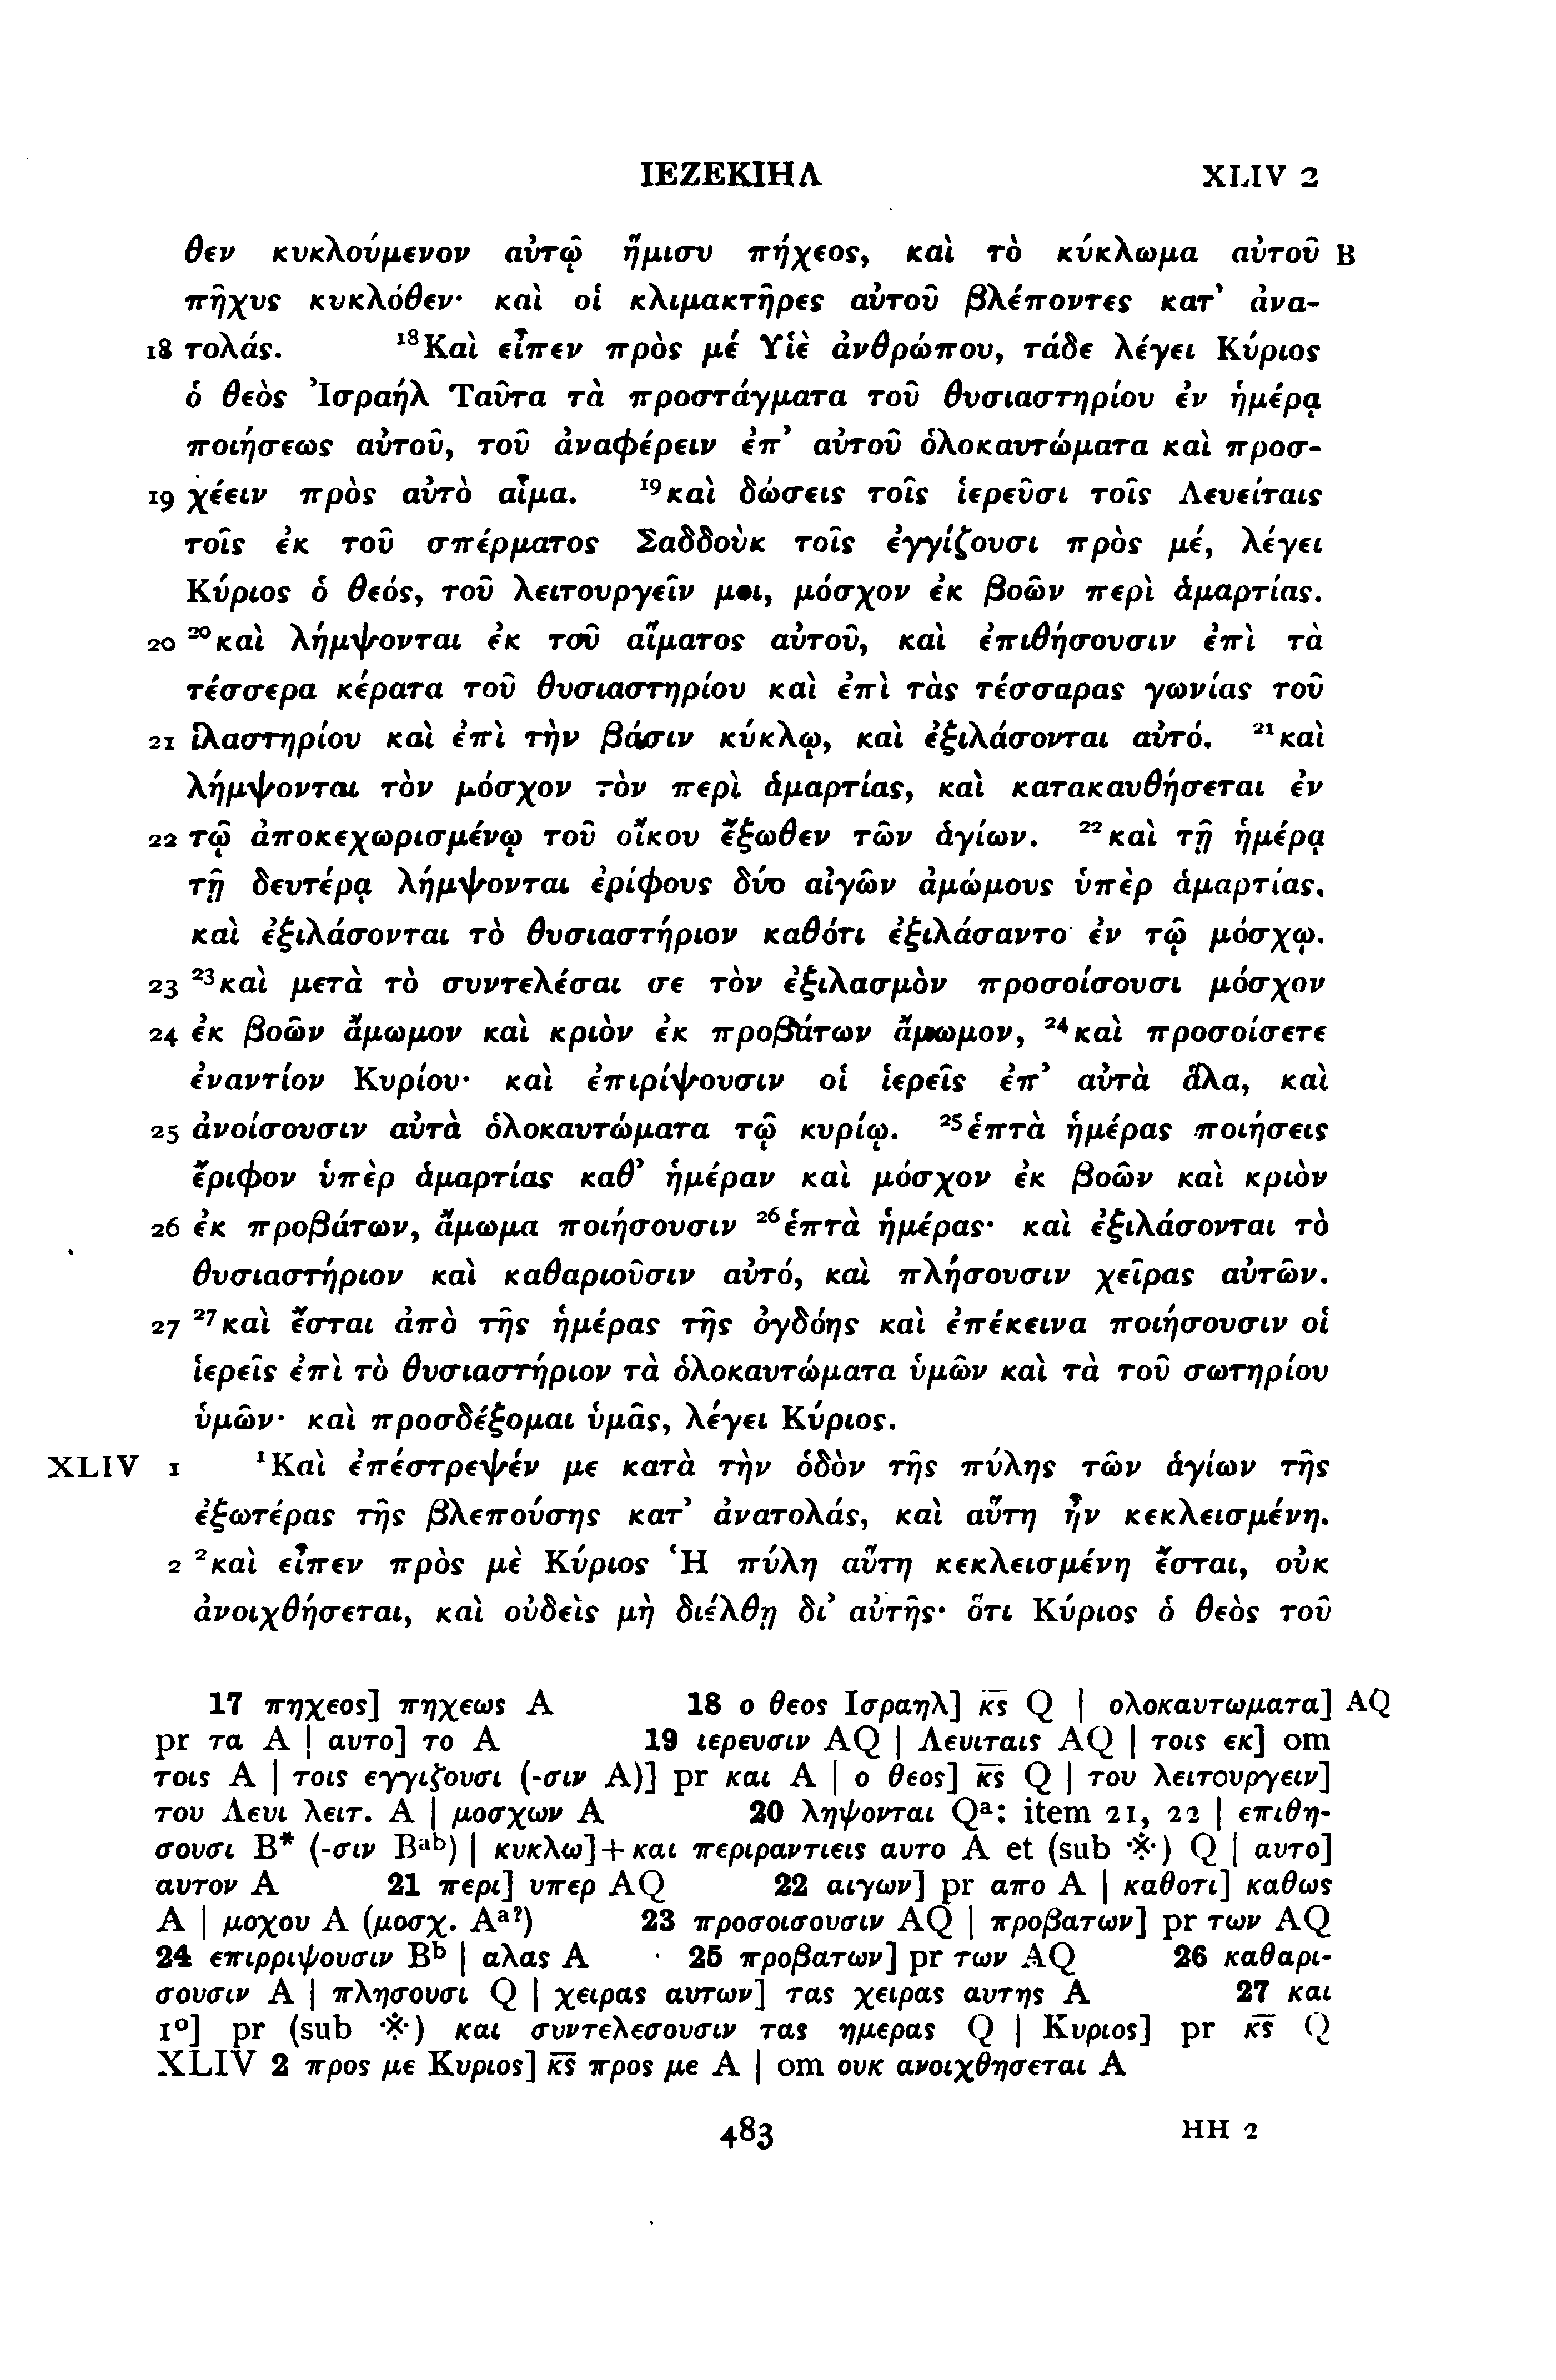 ΙΕΖΕΚΙΗΛ XLIV 2
θεν κυκλούμενον αὐτῷ ἥμισυ πήχεος, καὶ τὸ κύκλωμα αὐτοῦ B
πῆχυς κυκλόθεν· καὶ οἱ κλιμακτῆρες αὐτοῦ βλέποντες κατ’ ἀνα-
18 τολάς. ¹⁸Καὶ εἶπεν πρὸς μέ Υἱὲ ἀνθρώπου, τάδε λέγει Κύριος
ὁ θεὸς Ἰσραήλ Ταῦτα τὰ προστάγματα τοῦ θυσιαστηρίου ἐν ἡμέρᾳ
ποιήσεως αὐτοῦ, τοῦ ἀναφέρειν ἐπ’ αὐτοῦ ὁλοκαυτώματα καὶ προσ-
19 χέειν πρὸς αὐτὸ αἷμα. ¹⁹καὶ δώσεις τοῖς ἱερεῦσι τοῖς Λευείταις
τοῖς ἐκ τοῦ σπέρματος Σαδδοὺκ τοῖς ἐγγίζουσι πρὸς μέ, λέγει
Κύριος ὁ θεός, τοῦ λειτουργεῖν μοι, μόσχον ἐκ βοῶν περὶ ἁμαρτίας.
20 ²⁰καὶ λήμψονται ἐκ τοῦ αἵματος αὐτοῦ, καὶ ἐπιθήσουσιν ἐπὶ τὰ
τέσσερα κέρατα τοῦ θυσιαστηρίου καὶ ἐπὶ τὰς τέσσαρας γωνίας τοῦ
21 ἱλαστηρίου καὶ ἐπὶ τὴν βάσιν κύκλῳ, καὶ ἐξιλάσονται αὐτό. ²¹καὶ
λήμψονται τὸν μόσχον τὸν περὶ ἁμαρτίας, καὶ κατακαυθήσεται ἐν
22 τῷ ἀποκεχωρισμένῳ τοῦ οἴκου ἔξωθεν τῶν ἁγίων. ²²καὶ τῇ ἡμέρᾳ
τῇ δευτέρᾳ λήμψονται ἐρίφους δύο αἰγῶν ἀμώμους ὑπὲρ ἁμαρτίας,
καὶ ἐξιλάσονται τὸ θυσιαστήριον καθότι ἐξιλάσαντο ἐν τῷ μόσχῳ.
23 ²³καὶ μετὰ τὸ συντελέσαι σε τὸν ἐξιλασμὸν προσοίσουσι μόσχον
24 ἐκ βοῶν ἄμωμον καὶ κριὸν ἐκ προβάτων ἄμωμον, ²⁴καὶ προσοίσετε
ἐναντίον Κυρίου· καὶ ἐπιρίψουσιν οἱ ἱερεῖς ἐπ’ αὐτὰ ἅλα, καὶ
25 ἀνοίσουσιν αὐτὰ ὁλοκαυτώματα τῷ κυρίῳ. ²⁵ἑπτὰ ἡμέρας ποιήσεις
ἔριφον ὑπὲρ ἁμαρτίας καθ’ ἡμέραν καὶ μόσχον ἐκ βοῶν καὶ κριὸν
26 ἐκ προβάτων, ἄμωμα ποιήσουσιν ²⁶ἑπτὰ ἡμέρας· καὶ ἐξιλάσονται τὸ
θυσιαστήριον καὶ καθαριοῦσιν αὐτό, καὶ πλήσουσιν χεῖρας αὐτῶν.
27 ²⁷καὶ ἔσται ἀπὸ τῆς ἡμέρας τῆς ὀγδόης καὶ ἐπέκεινα ποιήσουσιν οἱ
ἱερεῖς ἐπὶ τὸ θυσιαστήριον τὰ ὁλοκαυτώματα ὑμῶν καὶ τὰ τοῦ σωτηρίου
ὑμῶν· καὶ προσδέξομαι ὑμᾶς, λέγει Κύριος.
XLIV 1 ¹Καὶ ἐπέστρεψέν με κατὰ τὴν ὁδὸν τῆς πύλης τῶν ἁγίων τῆς
ἐξωτέρας τῆς βλεπούσης κατ’ ἀνατολάς, καὶ αὕτη ἦν κεκλεισμένη.
2 ²καὶ εἶπεν πρὸς μὲ Κύριος Ἡ πύλη αὕτη κεκλεισμένη ἔσται, οὐκ
ἀνοιχθήσεται, καὶ οὐδεὶς μὴ διέλθῃ δι’ αὐτῆς· ὅτι Κύριος ὁ θεὸς τοῦ
17 πηχεος] πηχεως A 18 ο θεος Ισραηλ] κ̅ς̅ Q | ολοκαυτωματα] AQ
pr τα A | αυτο] το A 19 ιερευσιν AQ | Λευιταις AQ | τοις εκ] om
τοις A | τοις εγγιζουσι (-σιν A)] pr και A | ο θεος] κ̅ς̅ Q | του λειτουργειν]
του Λευι λειτ. A | μοσχων A 20 ληψονται Qᵃ: item 21, 22 | επιθη-
σουσι B* (-σιν Bᵃᵇ) | κυκλω]+και περιραντιεις αυτο A et (sub ※) Q | αυτο]
αυτον A 21 περι] υπερ AQ 22 αιγων] pr απο A | καθοτι] καθως
A | μοχου A (μοσχ. Aᵃ?) 23 προσοισουσιν AQ | προβατων] pr των AQ
24 επιρριψουσιν Bᵇ | αλας A 25 προβατων] pr των AQ 26 καθαρι-
σουσιν A | πλησουσι Q | χειρας αυτων] τας χειρας αυτης A 27 και
1º] pr (sub ※) και συντελεσουσιν τας ημερας Q | Κυριος] pr κ̅ς̅ Q
XLIV 2 προς με Κυριος] κ̅ς̅ προς με A | om ουκ ανοιχθησεται A
483 HH 2